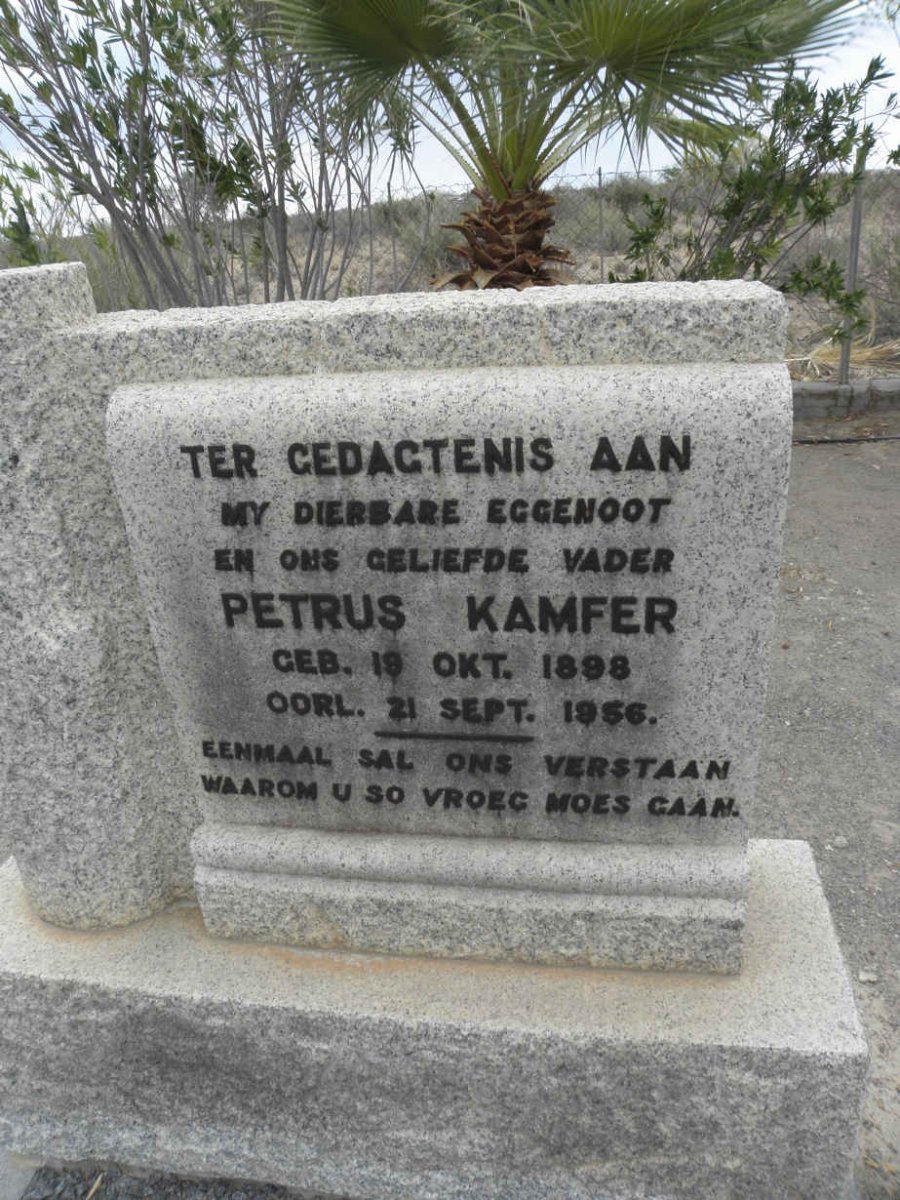 TER GEDAGTENIS AAN
MY DIERBARE EGGENOOT
EN ONS GELIEFDE VADER
PETRUS KAMFER
GEB. 19 OKT. 1898
OORL. 21 SEPT. 1956.
EENMAAL SAL ONS VERSTAAN
WAAROM U SO VROEG MOES GAAN.